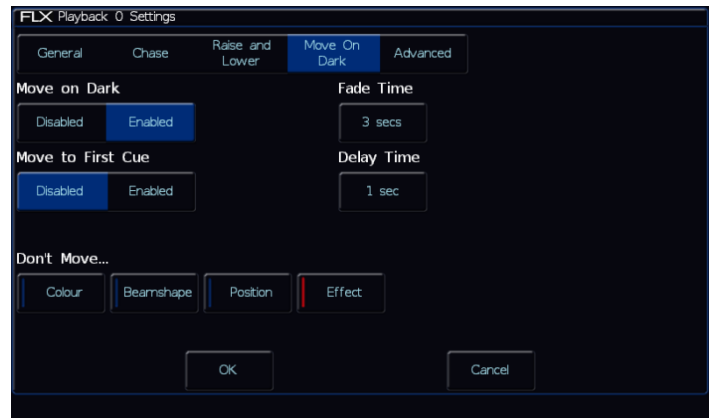 FLX Playback 0 Settings
General
Chase
Raise and
Lower
Move On
Dark
Advanced
Move on Dark
Fade Time
Disabled
Enabled
3 secs
Move to First Cue
Delay Time
Disabled
Enabled
1 sec
Don't Move...
Colour
Beamshape
Position
Effect
OK
Cancel